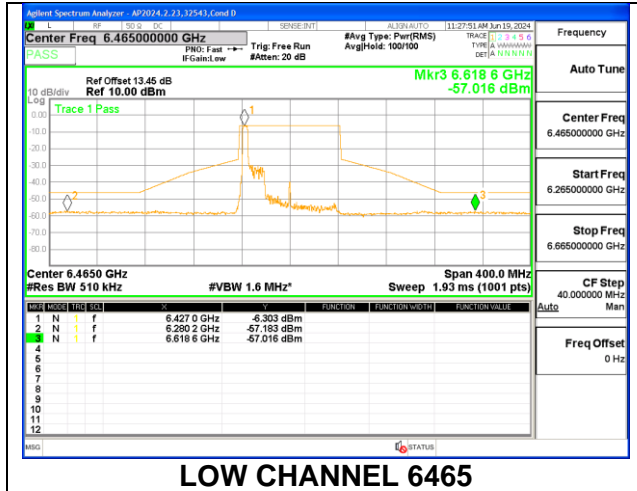 Agilent Spectrum Analyzer - AP2024.2.23,32543,Cond D
L RF 50 Ω DC SENSE:INT ALIGNAUTO 11:27:51 AM Jun 19, 2024
Center Freq 6.465000000 GHz #Avg Type: Pwr(RMS) TRACE 1 2 3 4 5 6
PASS PNO: Fast Trig: Free Run Avg|Hold: 100/100 TYPE A WWWWW
IFGain:Low #Atten: 20 dB DET A N N N N N
Frequency
Auto Tune
Center Freq
6.465000000 GHz
Start Freq
6.265000000 GHz
Stop Freq
6.665000000 GHz
CF Step
40.000000 MHz
Auto Man
Freq Offset
0 Hz
Mkr3 6.618 6 GHz
-57.016 dBm
Ref Offset 13.45 dB
10 dB/div Ref 10.00 dBm
Log
Trace 1 Pass
0.00
-10.0
-20.0
-30.0
-40.0
-50.0
-60.0
-70.0
-80.0
1
2
3
Center 6.4650 GHz Span 400.0 MHz
#Res BW 510 kHz #VBW 1.6 MHz* Sweep 1.93 ms (1001 pts)
MKR MODE TRC SCL X Y FUNCTION FUNCTION WIDTH FUNCTION VALUE
1 N 1 f 6.427 0 GHz -6.303 dBm
2 N 1 f 6.280 2 GHz -57.183 dBm
3 N 1 f 6.618 6 GHz -57.016 dBm
4
5
6
7
8
9
10
11
12
MSG STATUS
LOW CHANNEL 6465